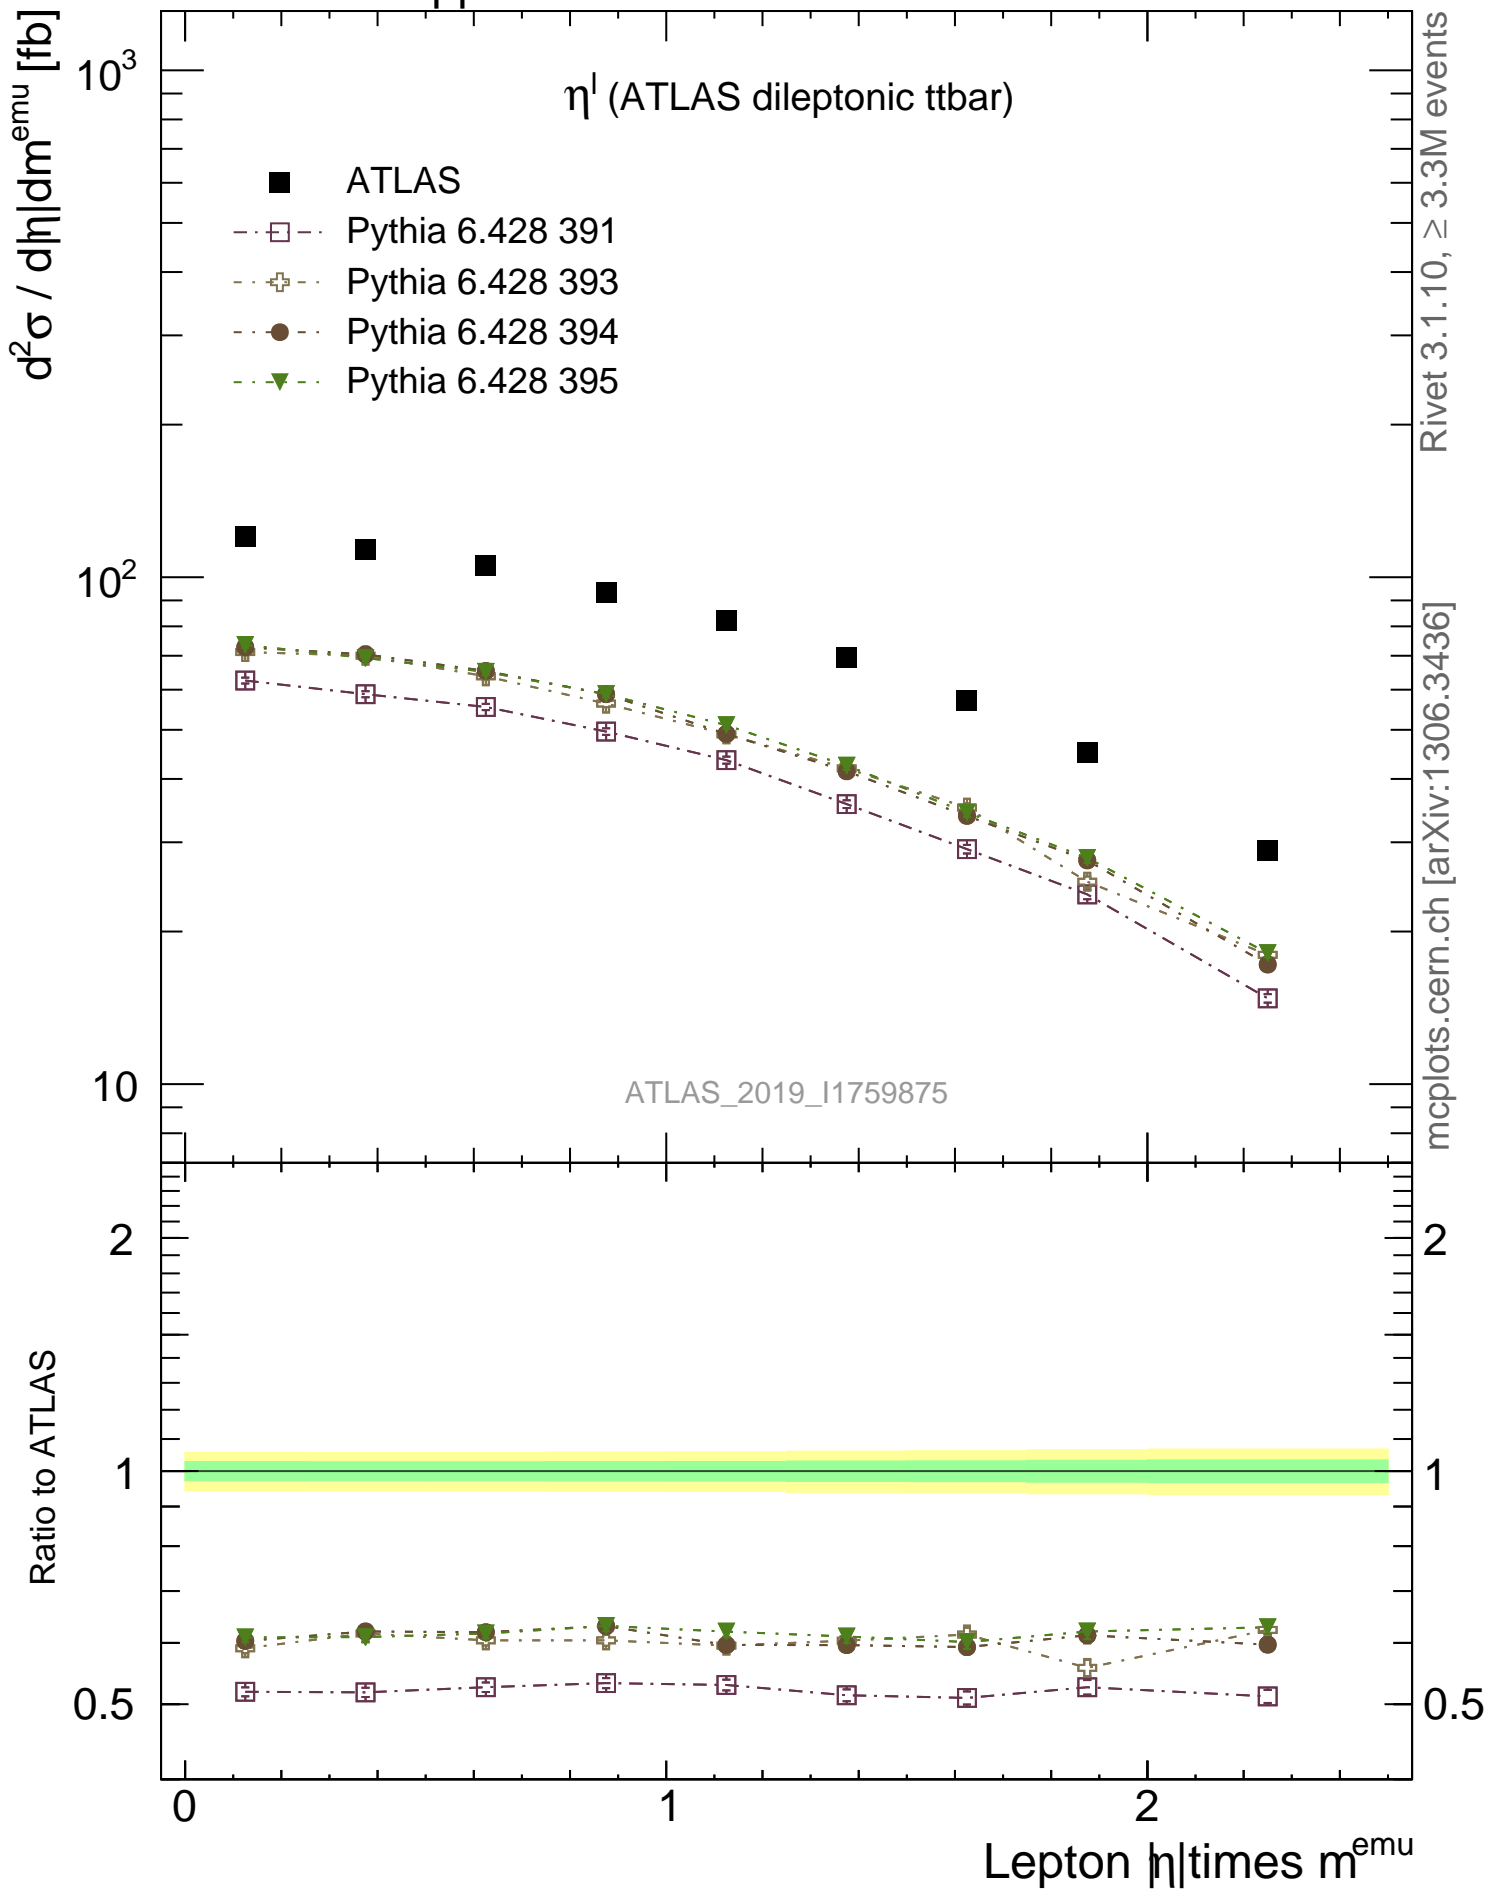 d²σ / d|η|dm^emu [fb]
η^l (ATLAS dileptonic ttbar)
ATLAS
Pythia 6.428 391
Pythia 6.428 393
Pythia 6.428 394
Pythia 6.428 395
10³
10²
10
ATLAS_2019_I1759875
Rivet 3.1.10, ≥ 3.3M events
mcplots.cern.ch [arXiv:1306.3436]
Ratio to ATLAS
2
1
0.5
2
1
0.5
0
1
2
Lepton |η|times m^emu